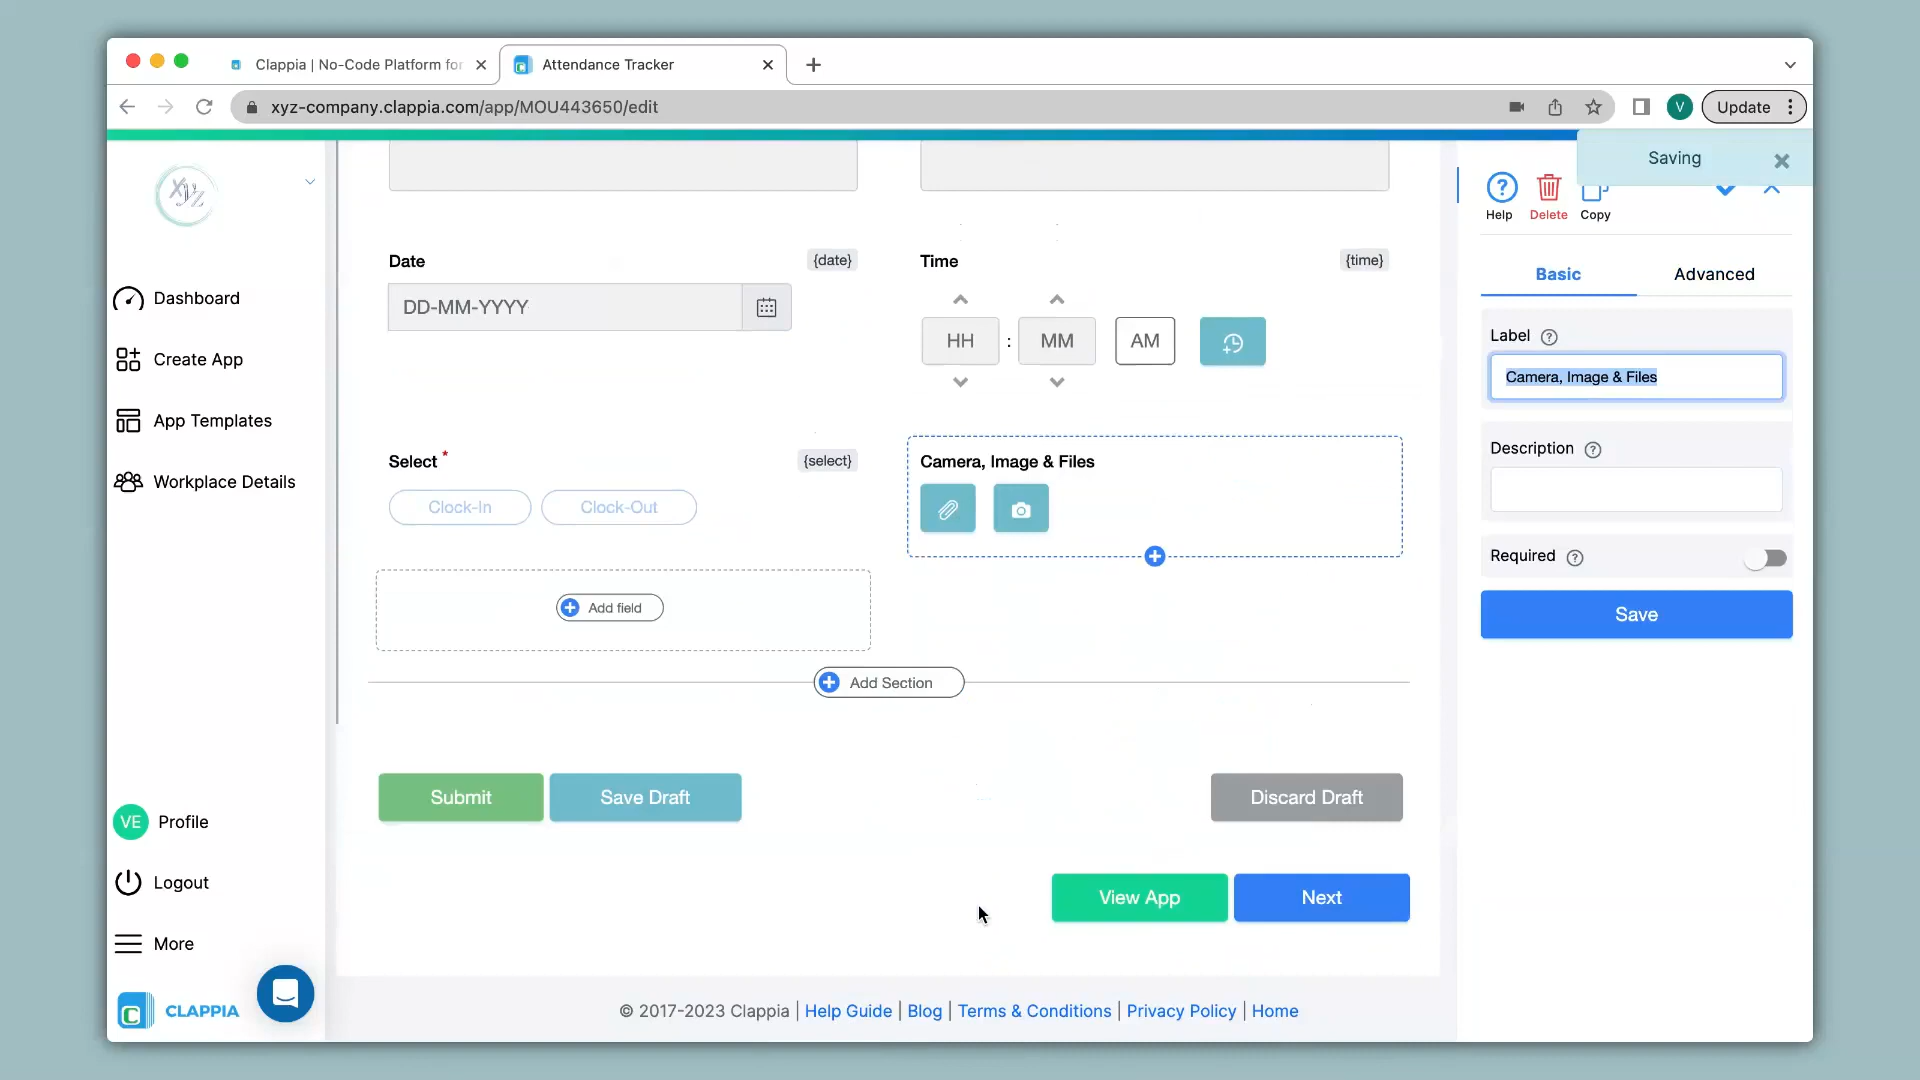 Clappia | No-Code Platform for
Attendance Tracker
xyz-company.clappia.com/app/MOU443650/edit
V
Update
Saving
xyz
Help
Delete
Copy
Date
{date}
Time
{time}
Basic
Advanced
Dashboard
DD-MM-YYYY
HH
:
MM
AM
Label
Create App
Camera, Image & Files
App Templates
Description
Select *
{select}
Camera, Image & Files
Workplace Details
Clock-In
Clock-Out
Required
Add field
Save
Add Section
Submit
Save Draft
Discard Draft
VE
Profile
Logout
View App
Next
More
CLAPPIA
© 2017-2023 Clappia | Help Guide | Blog | Terms & Conditions | Privacy Policy | Home